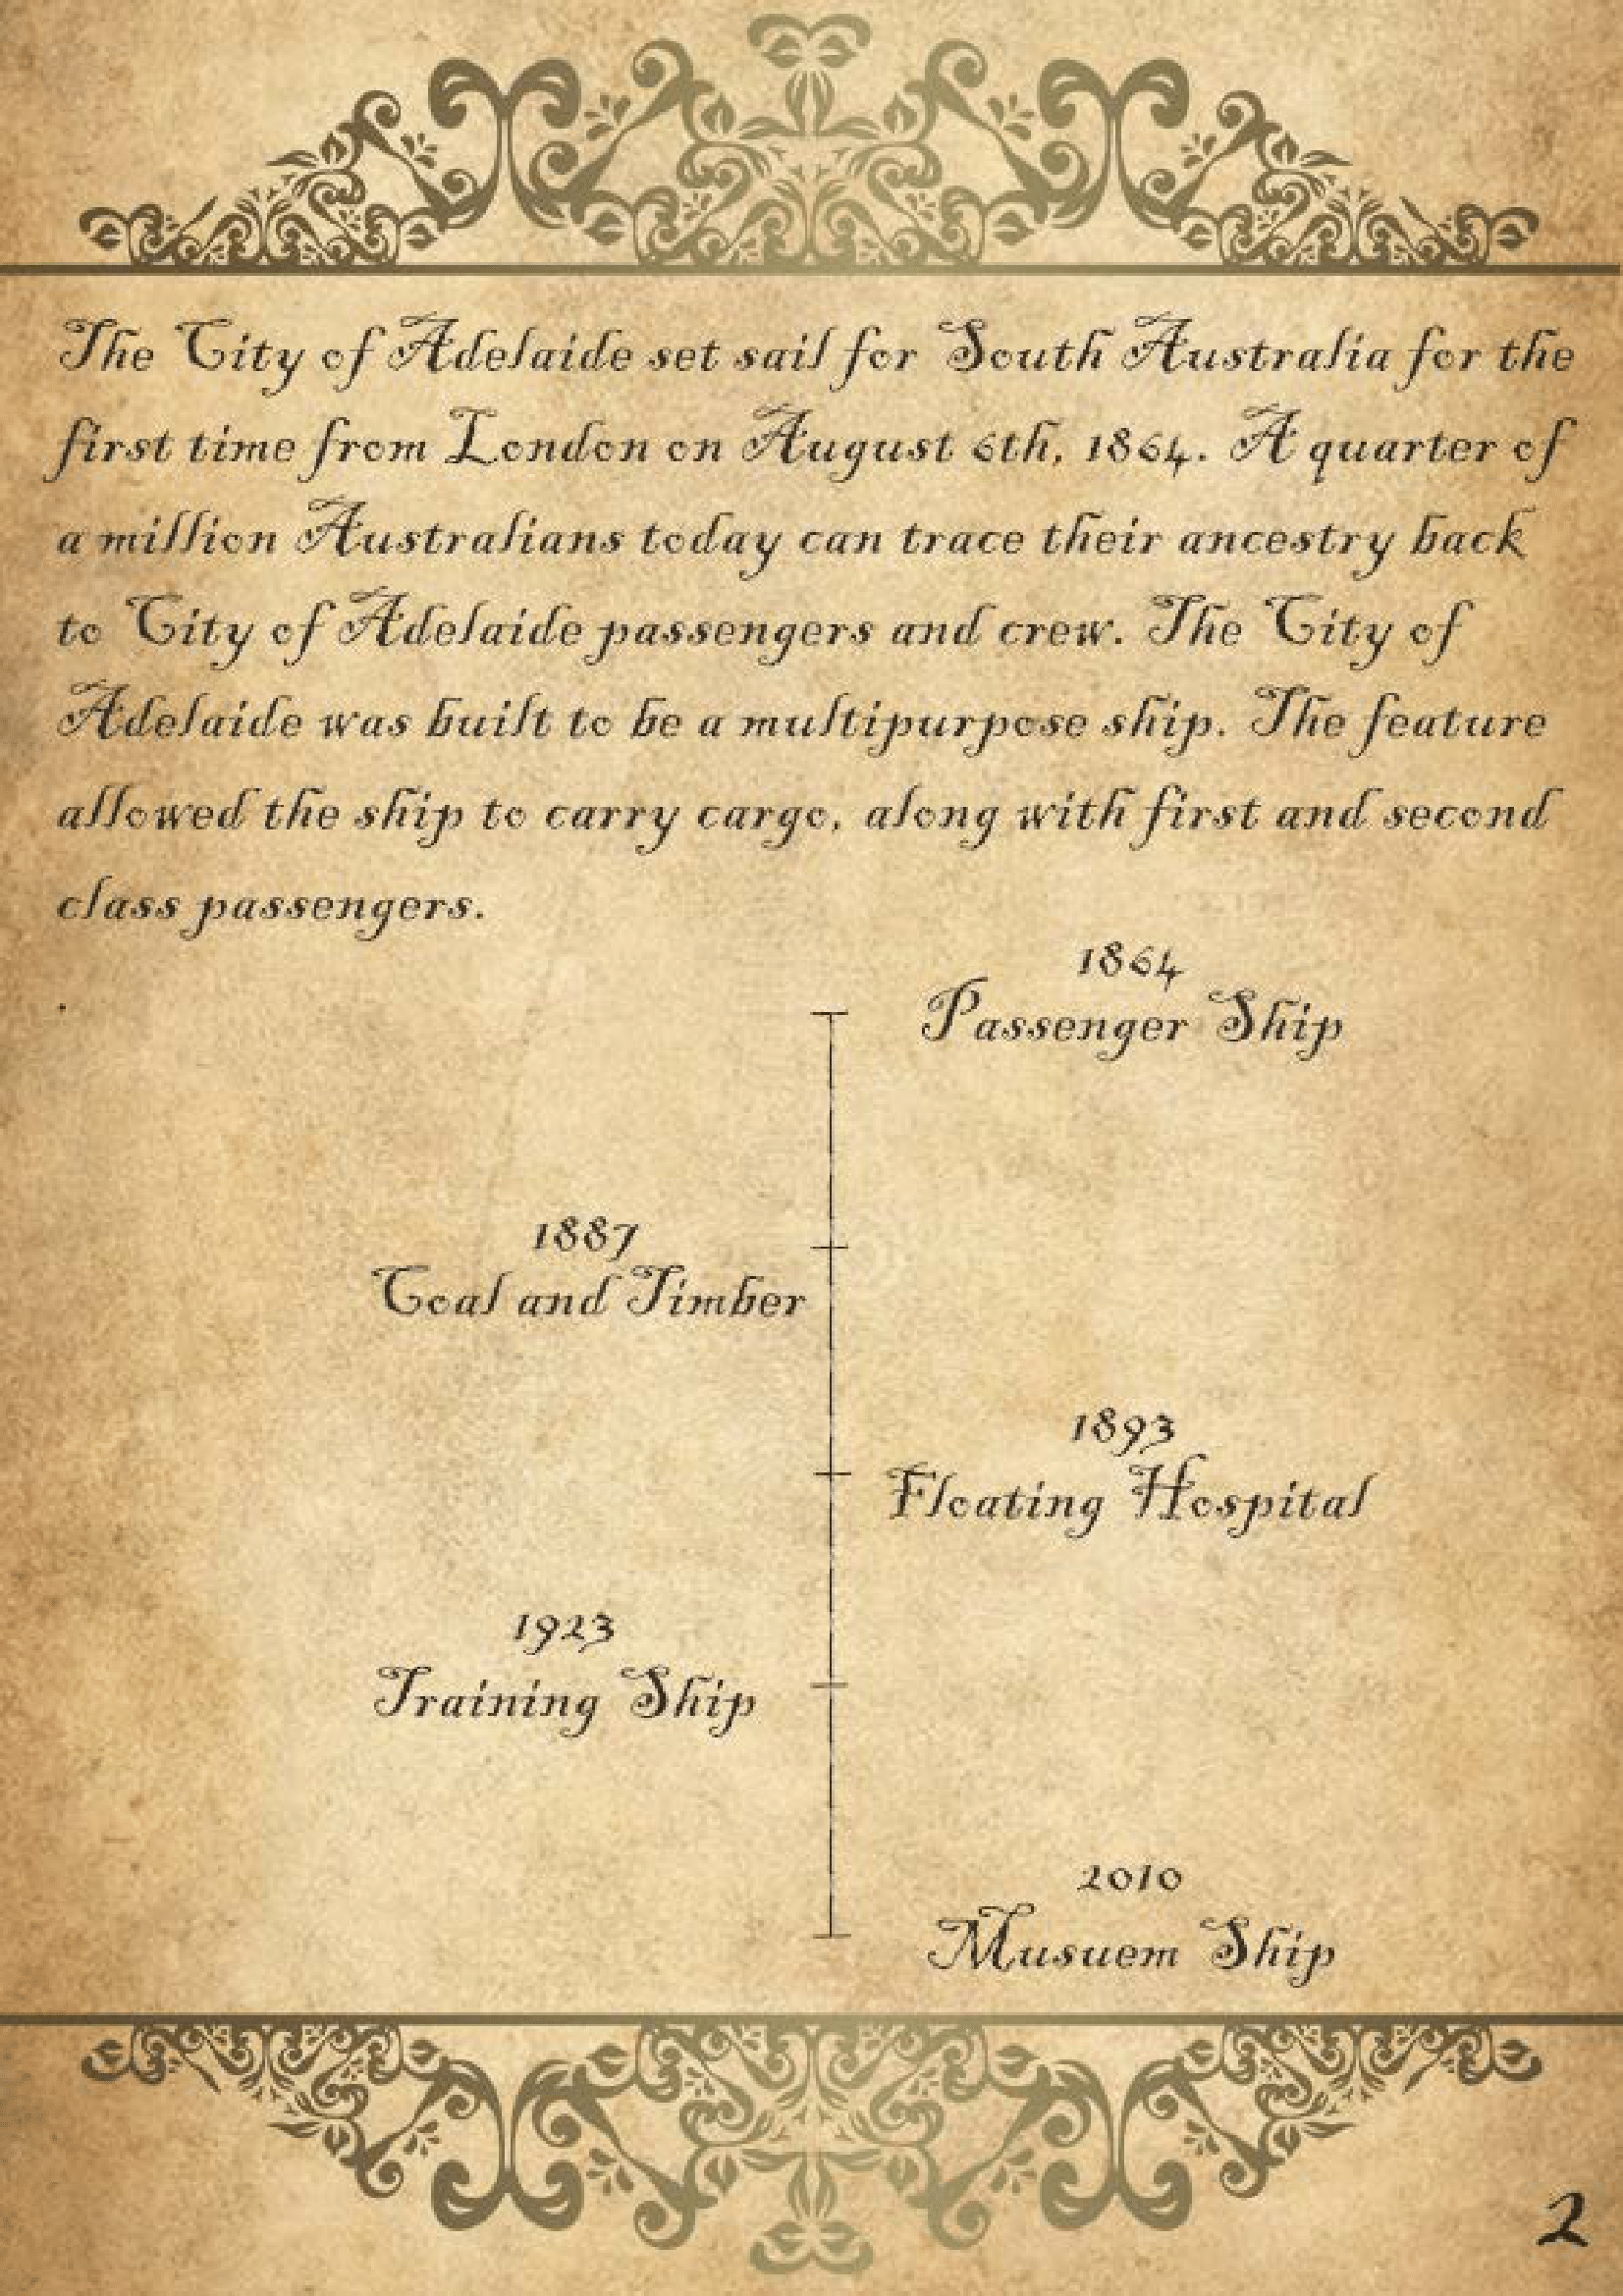 The City of Adelaide set sail for South Australia for the
first time from London on August 6th, 1864. A quarter of
a million Australians today can trace their ancestry back
to City of Adelaide passengers and crew. The City of
Adelaide was built to be a multipurpose ship. The feature
allowed the ship to carry cargo, along with first and second
class passengers.
.
1864
Passenger Ship
1887
Coal and Timber
1893
Floating Hospital
1923
Training Ship
2010
Musuem Ship
2